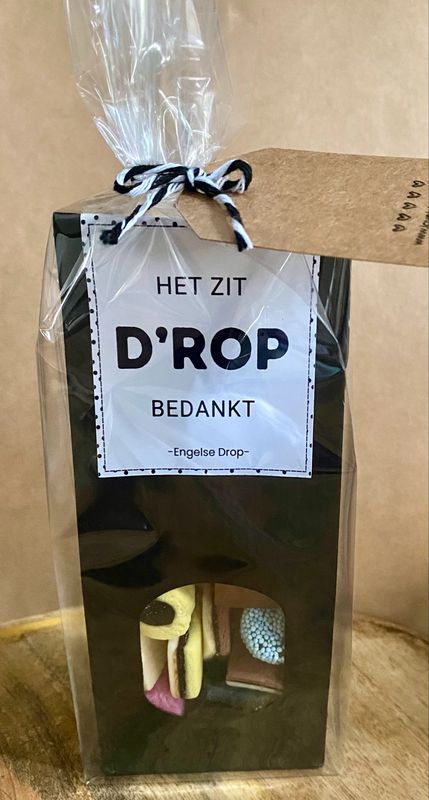 HET ZIT
D'ROP
BEDANKT
-Engelse Drop-